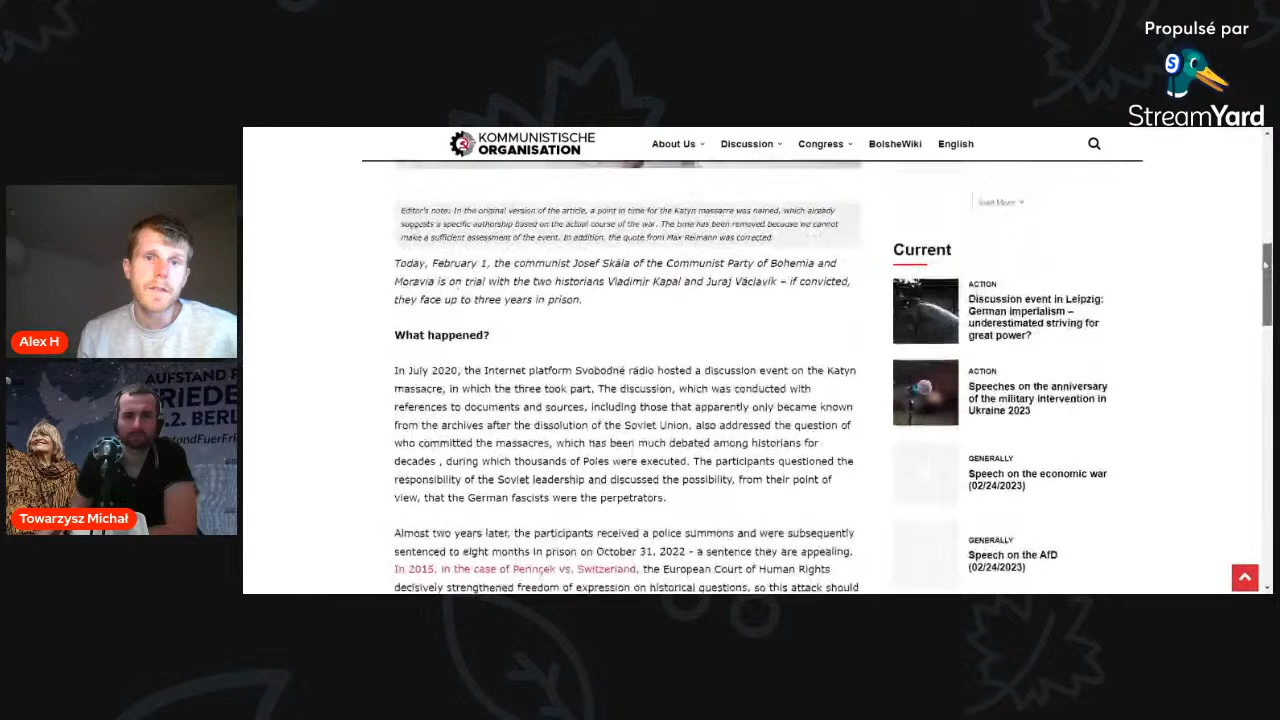 Propulsé par
StreamYard
KOMMUNISTISCHE
ORGANISATION
About Us
Discussion
Congress
BolsheWiki
English
Editor's note: In the original version of the article, a point in time for the Katyn massacre was named, which already
suggests a specific authorship based on the actual course of the war. The time has been removed because we cannot
make a sufficient assessment of the event. In addition, the quote from Max Reimann was corrected.
Today, February 1, the communist Josef Skála of the Communist Party of Bohemia and
Moravia is on trial with the two historians Vladimír Kapal and Juraj Václavík – if convicted,
they face up to three years in prison.
What happened?
In July 2020, the Internet platform Svobodné rádio hosted a discussion event on the Katyn
massacre, in which the three took part. The discussion, which was conducted with
references to documents and sources, including those that apparently only became known
from the archives after the dissolution of the Soviet Union, also addressed the question of
who committed the massacres, which has been much debated among historians for
decades , during which thousands of Poles were executed. The participants questioned the
responsibility of the Soviet leadership and discussed the possibility, from their point of
view, that the German fascists were the perpetrators.
Almost two years later, the participants received a police summons and were subsequently
sentenced to eight months in prison on October 31, 2022 - a sentence they are appealing.
In 2015, in the case of Perinçek vs. Switzerland, the European Court of Human Rights
decisively strengthened freedom of expression on historical questions, so this attack should
load More
Current
ACTION
Discussion event in Leipzig:
German imperialism –
underestimated striving for
great power?
ACTION
Speeches on the anniversary
of the military intervention in
Ukraine 2023
GENERALLY
Speech on the economic war
(02/24/2023)
GENERALLY
Speech on the AfD
(02/24/2023)
Alex H
AUFSTAND F
RIEDE
.2. BERL
Towarzysz Michał